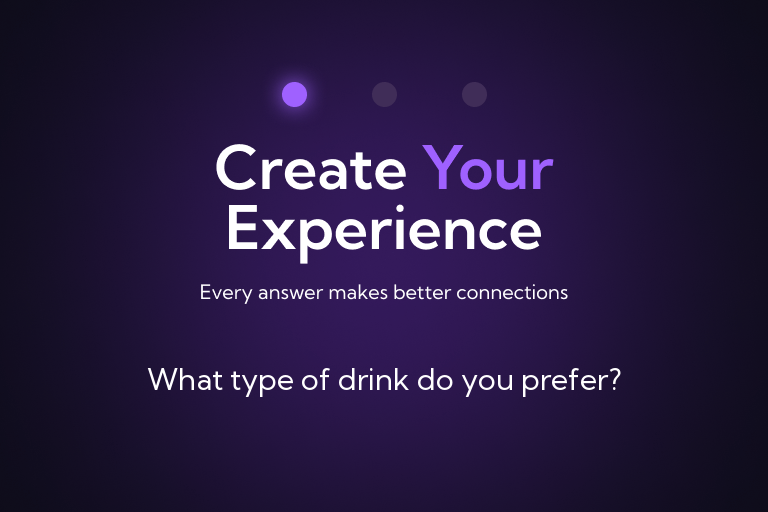 Create Your
Experience
Every answer makes better connections
What type of drink do you prefer?